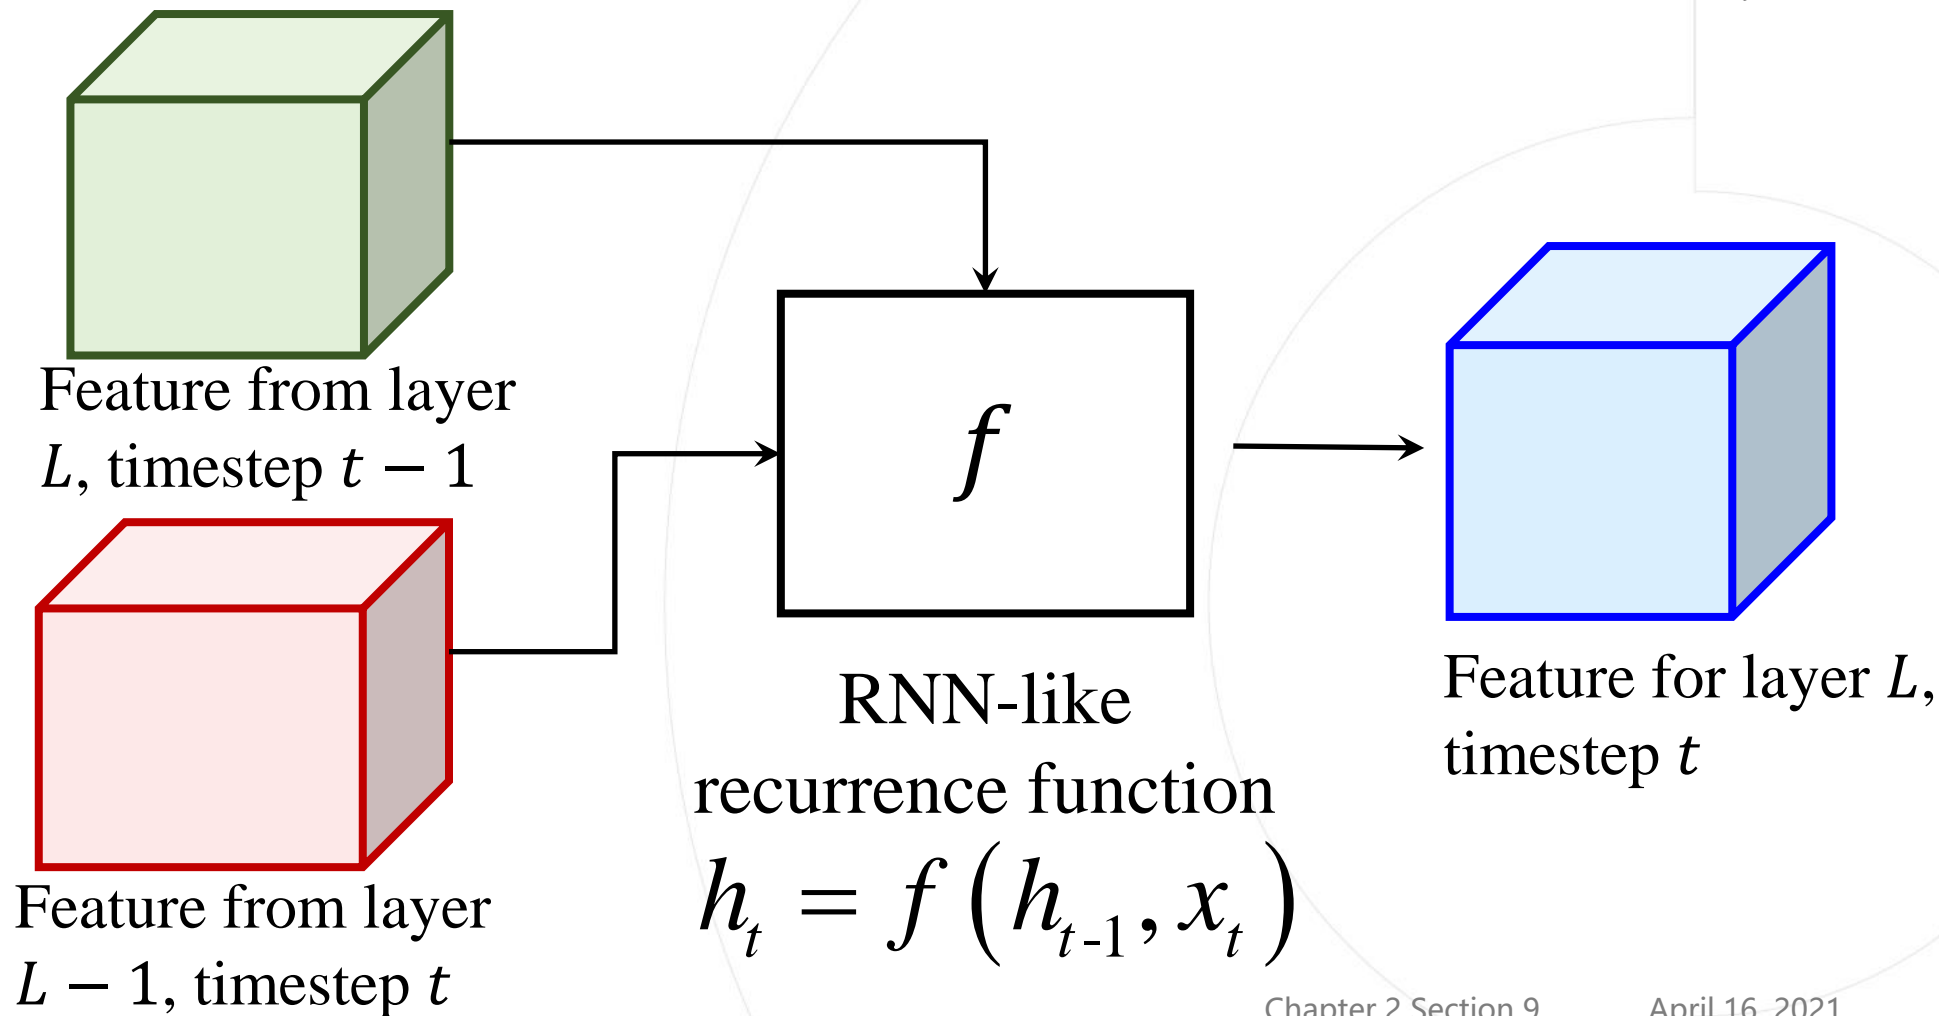 Feature from layer
L, timestep t − 1
f
Feature for layer L,
timestep t
RNN-like
recurrence function
h_t = f(h_{t-1}, x_t)
Feature from layer
L − 1, timestep t
Chapter 2 Section 9 April 16, 2021